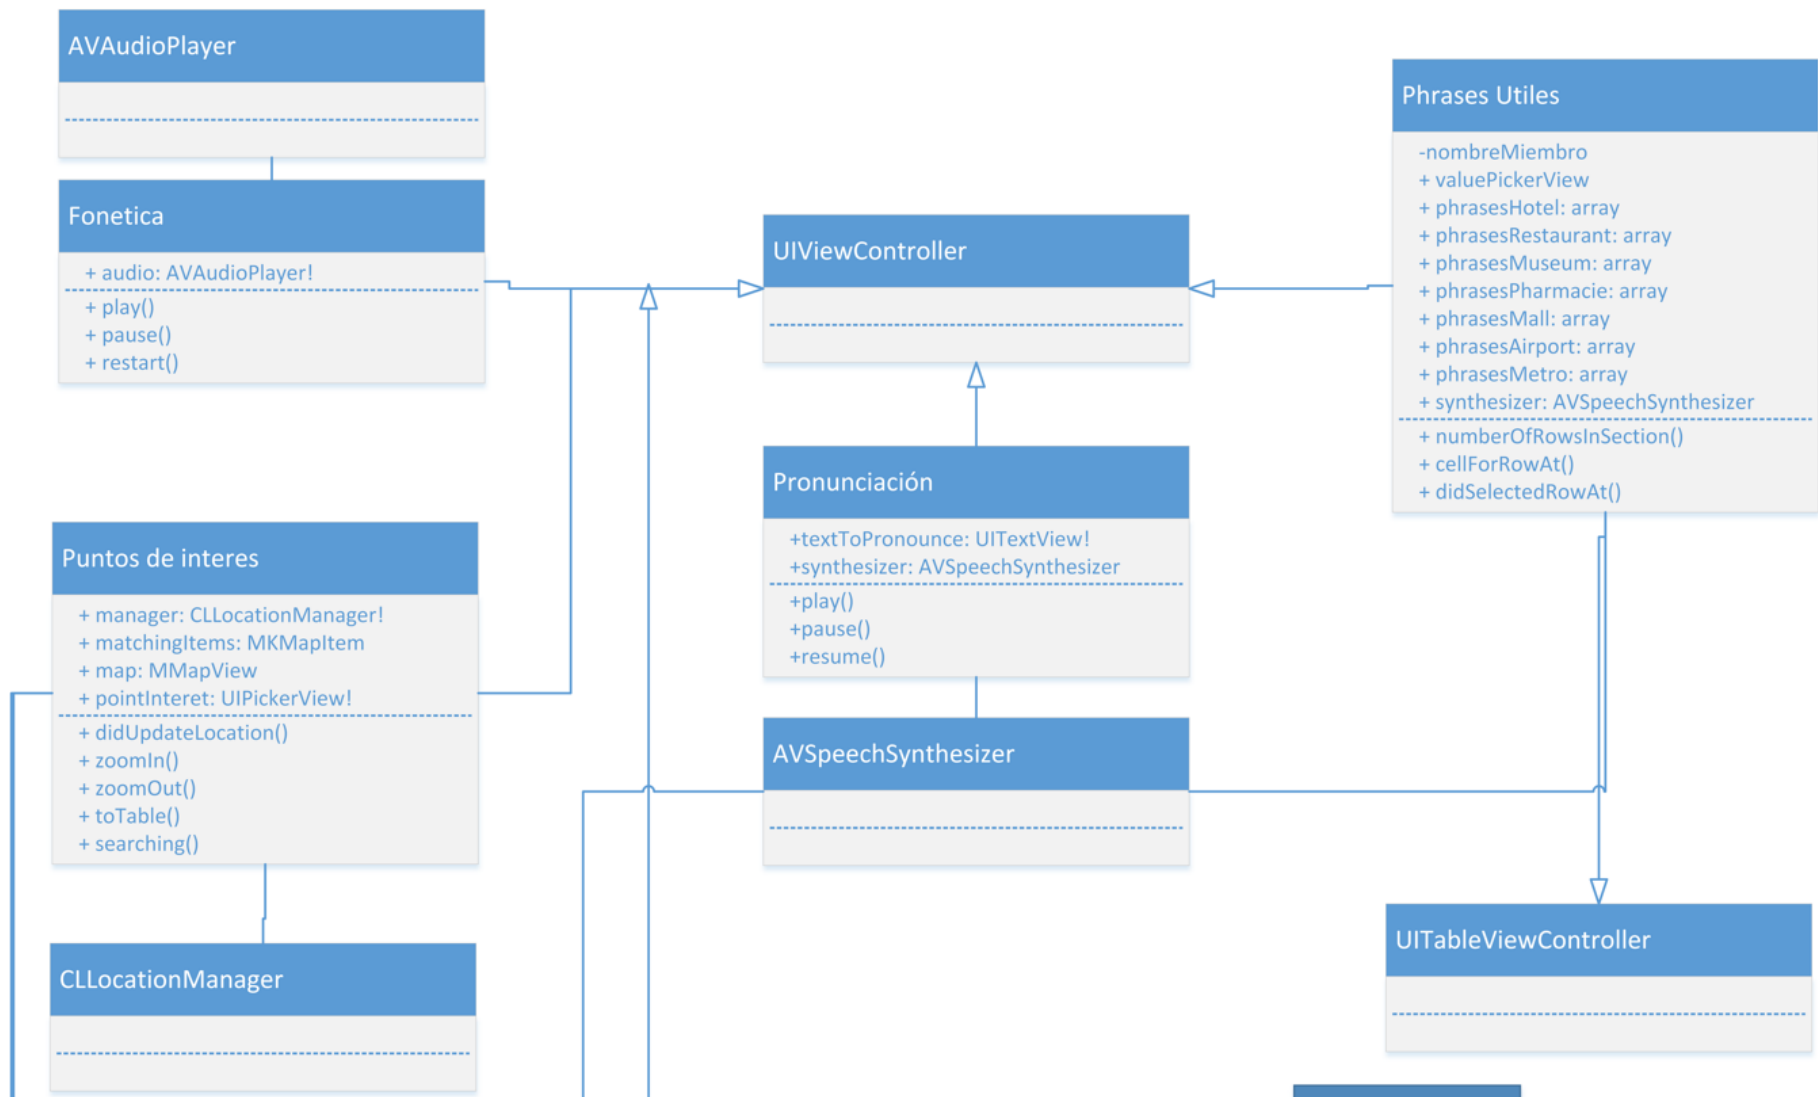 AVAudioPlayer
Fonetica
+ audio: AVAudioPlayer!
+ play()
+ pause()
+ restart()
Puntos de interes
+ manager: CLLocationManager!
+ matchingItems: MKMapItem
+ map: MMapView
+ pointInteret: UIPickerView!
+ didUpdateLocation()
+ zoomIn()
+ zoomOut()
+ toTable()
+ searching()
CLLocationManager
UIViewController
Pronunciación
+textToPronounce: UITextView!
+synthesizer: AVSpeechSynthesizer
+play()
+pause()
+resume()
AVSpeechSynthesizer
Phrases Utiles
-nombreMiembro
+ valuePickerView
+ phrasesHotel: array
+ phrasesRestaurant: array
+ phrasesMuseum: array
+ phrasesPharmacie: array
+ phrasesMall: array
+ phrasesAirport: array
+ phrasesMetro: array
+ synthesizer: AVSpeechSynthesizer
+ numberOfRowsInSection()
+ cellForRowAt()
+ didSelectedRowAt()
UITableViewController